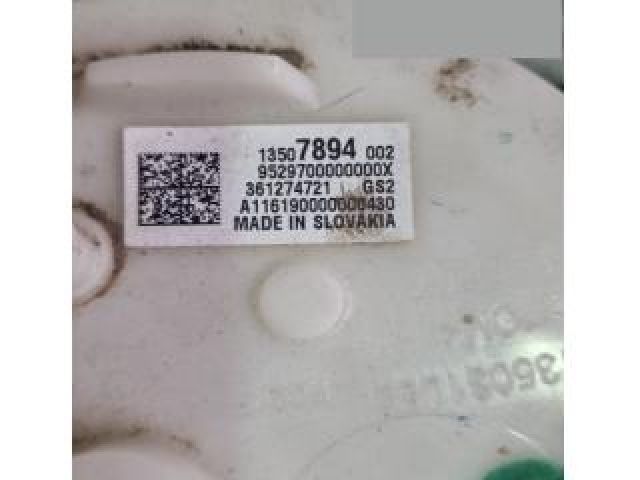 13507894 002
9529700000000X
361274721 GS2
A116190000000430
MADE IN SLOVAKIA